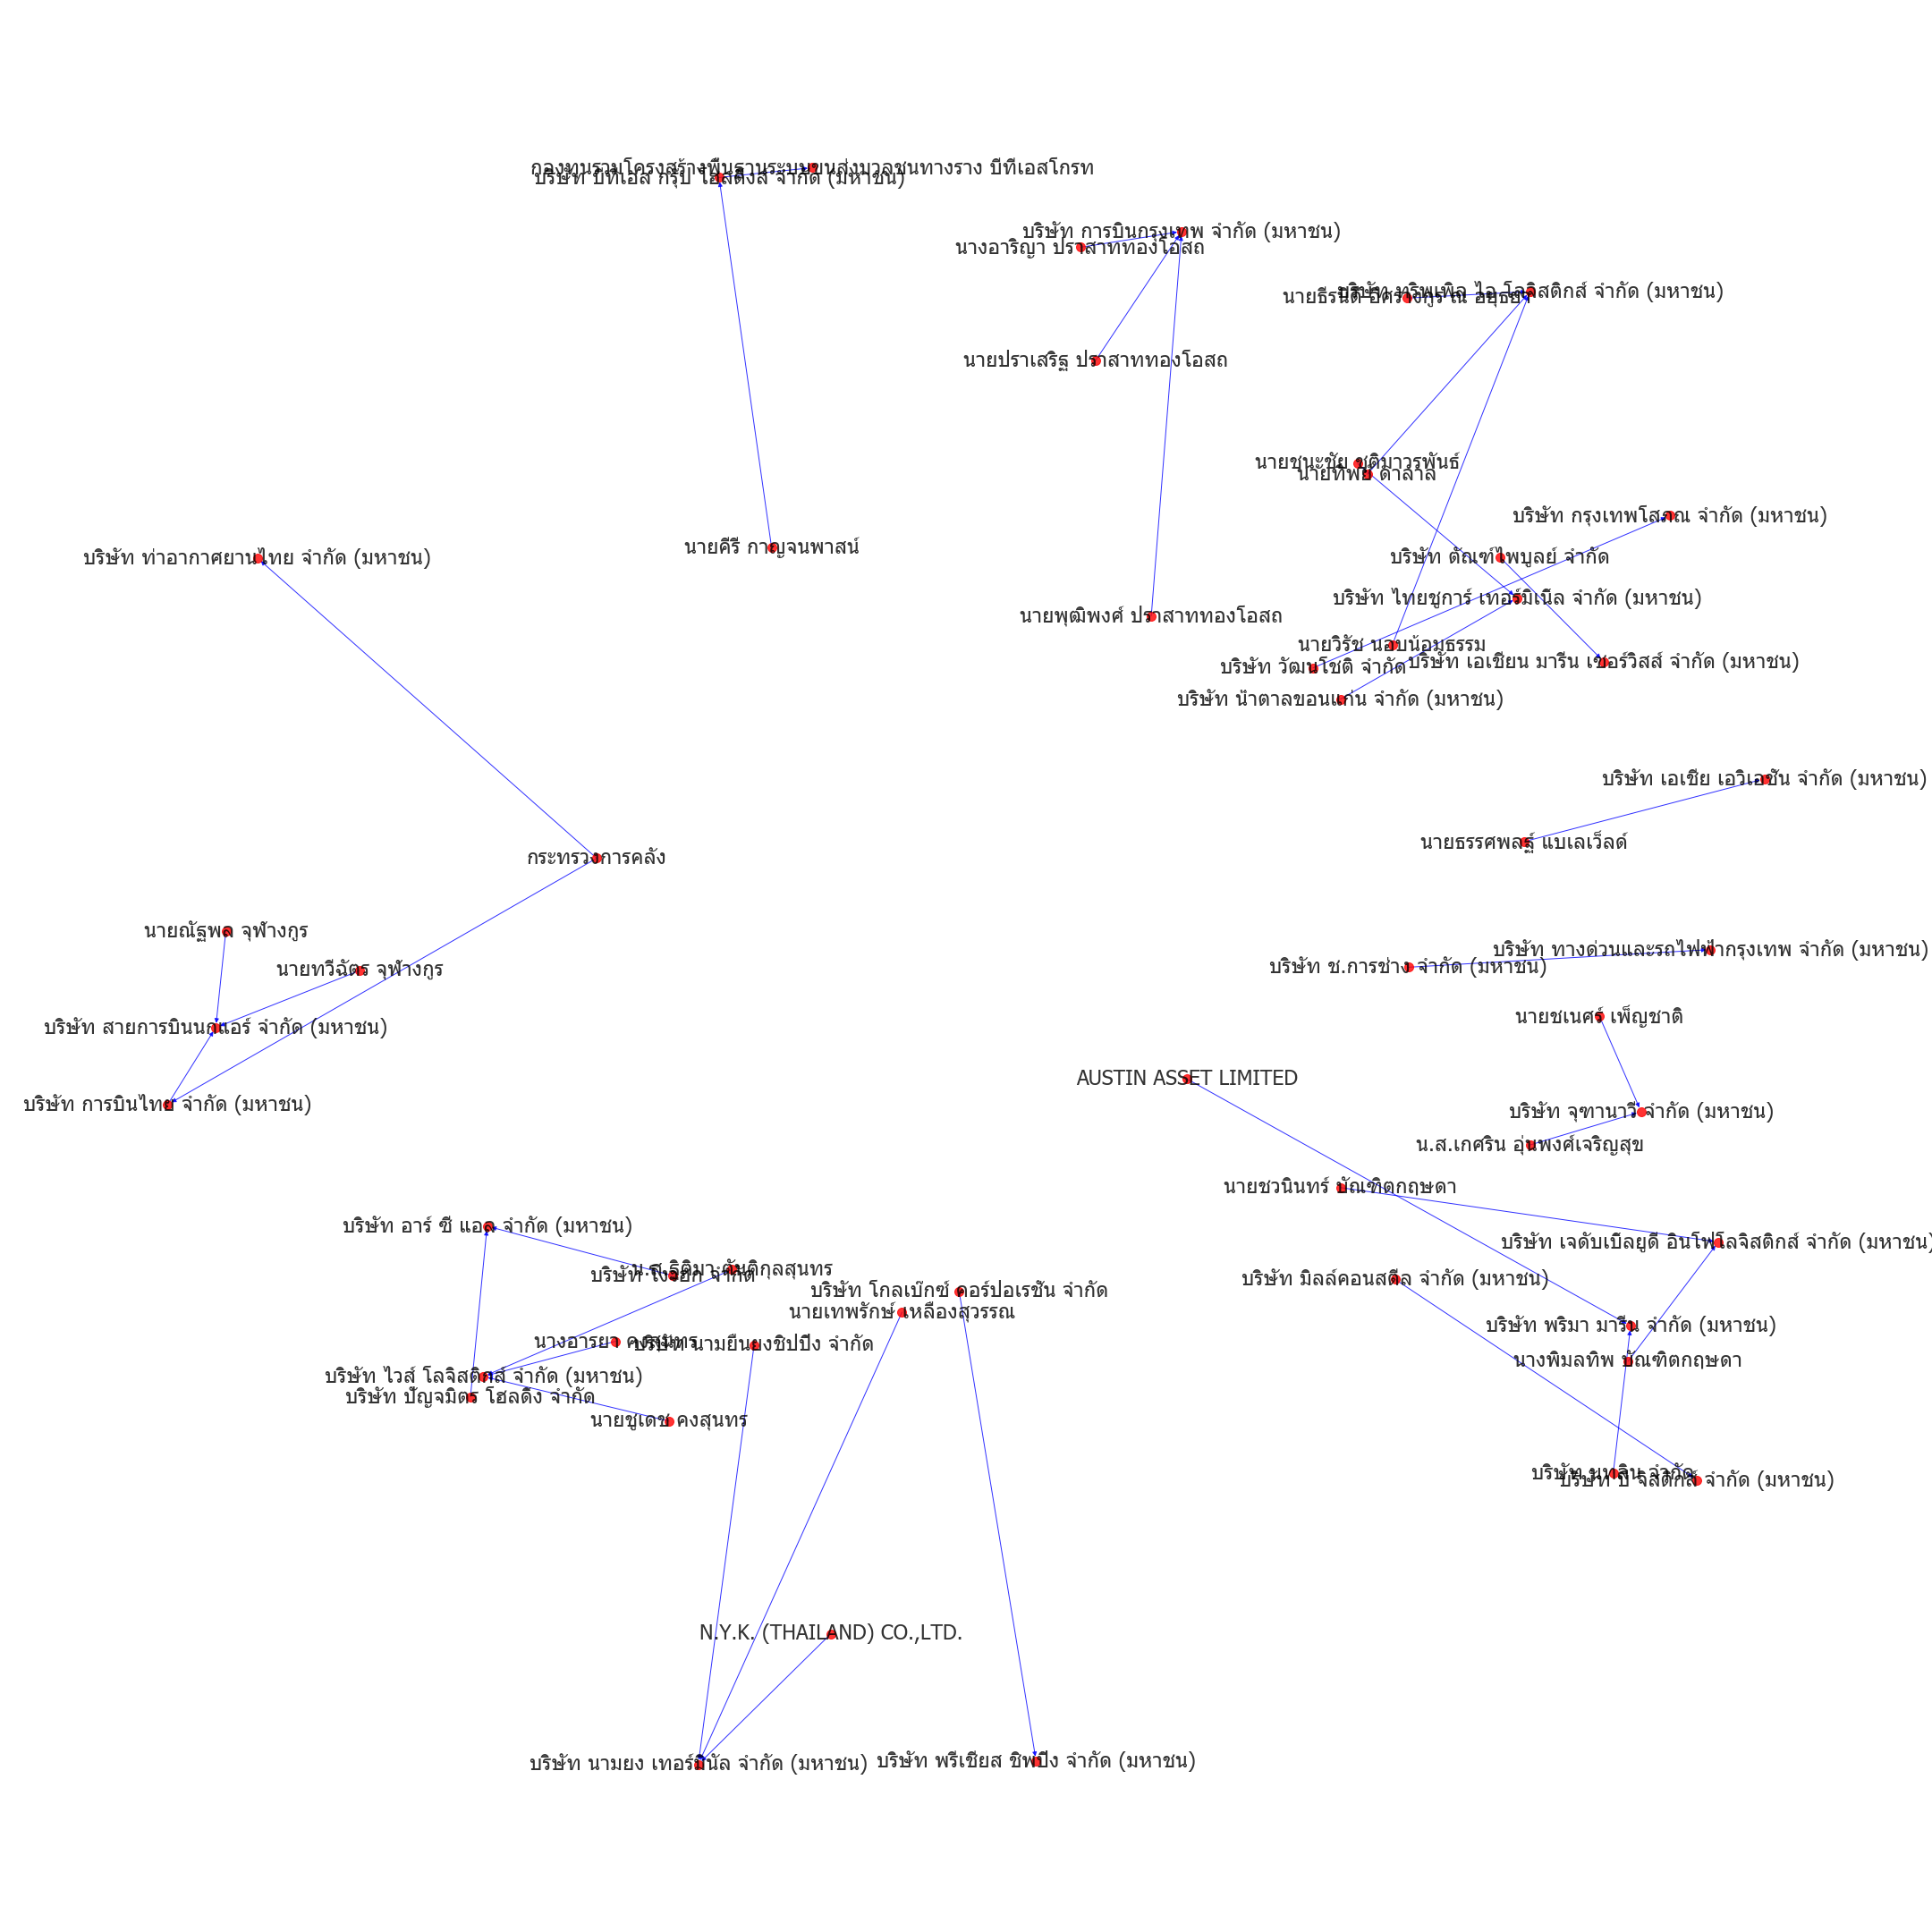 กองทุนรวมโครงสร้างพื้นฐานระบบขนส่งมวลชนทางราง บีทีเอสโกรท
บริษัท บีทีเอส กรุ๊ป โฮลดิ้งส์ จำกัด (มหาชน)
บริษัท การบินกรุงเทพ จำกัด (มหาชน)
นางอาริญา ปราสาททองโอสถ
บริษัท ทริพเพิล ไอ โลจิสติกส์ จำกัด (มหาชน)
นายธีรนิติ์ อิศรางกูร ณ อยุธยา
นายปราเสริฐ ปราสาททองโอสถ
นายชนะชัย ชุติมาวรพันธ์
นายทิพย์ ดาลาล
บริษัท กรุงเทพโสภณ จำกัด (มหาชน)
นายคีรี กาญจนพาสน์
บริษัท ท่าอากาศยานไทย จำกัด (มหาชน)
บริษัท ตัณฑ์ไพบูลย์ จำกัด
บริษัท ไทยชูการ์ เทอร์มิเนิ้ล จำกัด (มหาชน)
นายพุฒิพงศ์ ปราสาททองโอสถ
นายวิรัช นอบน้อมธรรม
บริษัท วัฒนโชติ จำกัด
บริษัท เอเชียน มารีน เซอร์วิสส์ จำกัด (มหาชน)
บริษัท น้ำตาลขอนแก่น จำกัด (มหาชน)
บริษัท เอเชีย เอวิเอชั่น จำกัด (มหาชน)
นายธรรศพลฐ์ แบเลเว็ลด์
กระทรวงการคลัง
นายณัฐพล จุฬางกูร
บริษัท ทางด่วนและรถไฟฟ้ากรุงเทพ จำกัด (มหาชน)
บริษัท ช.การช่าง จำกัด (มหาชน)
นายทวีฉัตร จุฬางกูร
นายชเนศร์ เพ็ญชาติ
บริษัท สายการบินนกแอร์ จำกัด (มหาชน)
AUSTIN ASSET LIMITED
บริษัท การบินไทย จำกัด (มหาชน)
บริษัท จุฑานาวี จำกัด (มหาชน)
น.ส.เกศริน อุ่นพงศ์เจริญสุข
นายชวนินทร์ บัณฑิตกฤษดา
บริษัท อาร์ ซี แอล จำกัด (มหาชน)
บริษัท เจดับเบิ้ลยูดี อินโฟโลจิสติกส์ จำกัด (มหาชน)
น.ส.ฐิติมา ตันติกุลสุนทร
บริษัท โงวฮก จำกัด
บริษัท มิลล์คอนสตีล จำกัด (มหาชน)
บริษัท โกลเบ็กซ์ คอร์ปอเรชั่น จำกัด
นายเทพรักษ์ เหลืองสุวรรณ
บริษัท พริมา มารีน จำกัด (มหาชน)
นางอารยา คงสุนทร
บริษัท นามยืนยงชิปปิ้ง จำกัด
นางพิมลทิพ บัณฑิตกฤษดา
บริษัท ไวส์ โลจิสติกส์ จำกัด (มหาชน)
บริษัท ปัญจมิตร โฮลดิ้ง จำกัด
นายชูเดช คงสุนทร
บริษัท นทลิน จำกัด
บริษัท บี จิสติกส์ จำกัด (มหาชน)
N.Y.K. (THAILAND) CO.,LTD.
บริษัท พรีเชียส ชิพปิ้ง จำกัด (มหาชน)
บริษัท นามยง เทอร์มินัล จำกัด (มหาชน)